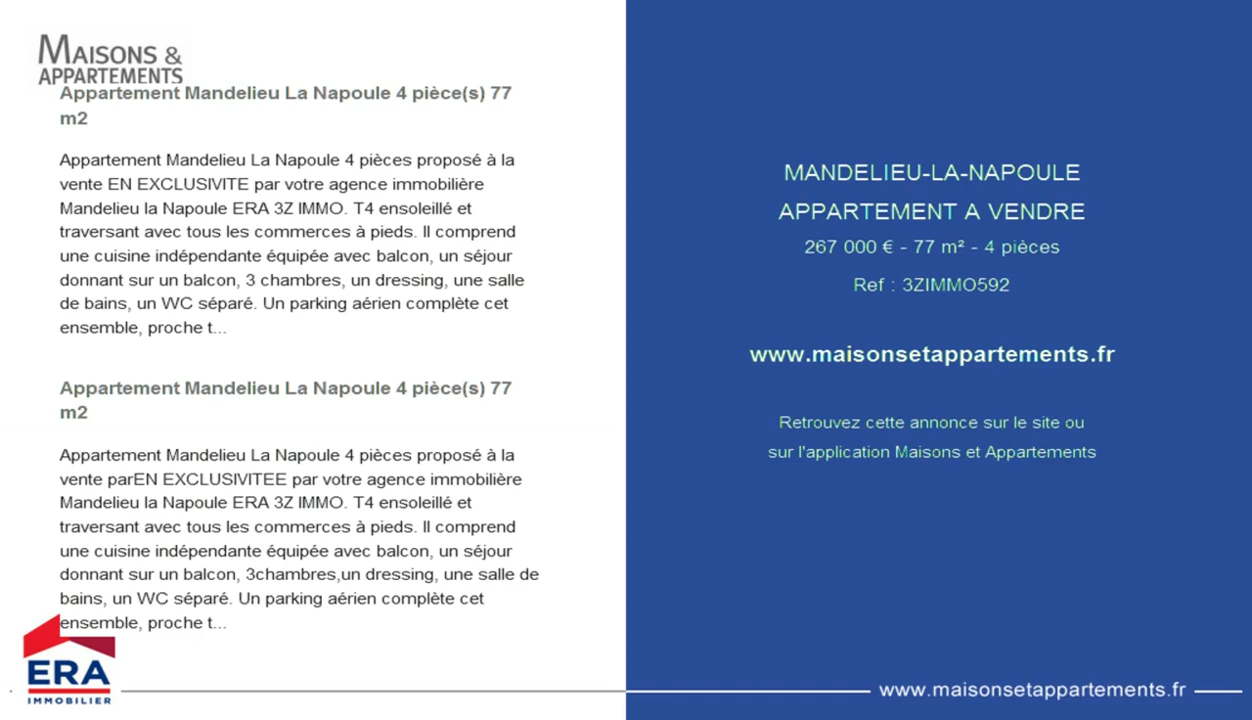 MAISONS &
APPARTEMENTS
Appartement Mandelieu La Napoule 4 pièce(s) 77
m2
Appartement Mandelieu La Napoule 4 pièces proposé à la
vente EN EXCLUSIVITE par votre agence immobilière
Mandelieu la Napoule ERA 3Z IMMO. T4 ensoleillé et
traversant avec tous les commerces à pieds. Il comprend
une cuisine indépendante équipée avec balcon, un séjour
donnant sur un balcon, 3 chambres, un dressing, une salle
de bains, un WC séparé. Un parking aérien complète cet
ensemble, proche t...
Appartement Mandelieu La Napoule 4 pièce(s) 77
m2
Appartement Mandelieu La Napoule 4 pièces proposé à la
vente parEN EXCLUSIVITEE par votre agence immobilière
Mandelieu la Napoule ERA 3Z IMMO. T4 ensoleillé et
traversant avec tous les commerces à pieds. Il comprend
une cuisine indépendante équipée avec balcon, un séjour
donnant sur un balcon, 3chambres,un dressing, une salle de
bains, un WC séparé. Un parking aérien complète cet
ensemble, proche t...
ERA
IMMOBILIER
MANDELIEU-LA-NAPOULE
APPARTEMENT A VENDRE
267 000 € - 77 m² - 4 pièces
Ref : 3ZIMMO592
www.maisonsetappartements.fr
Retrouvez cette annonce sur le site ou
sur l'application Maisons et Appartements
www.maisonsetappartements.fr